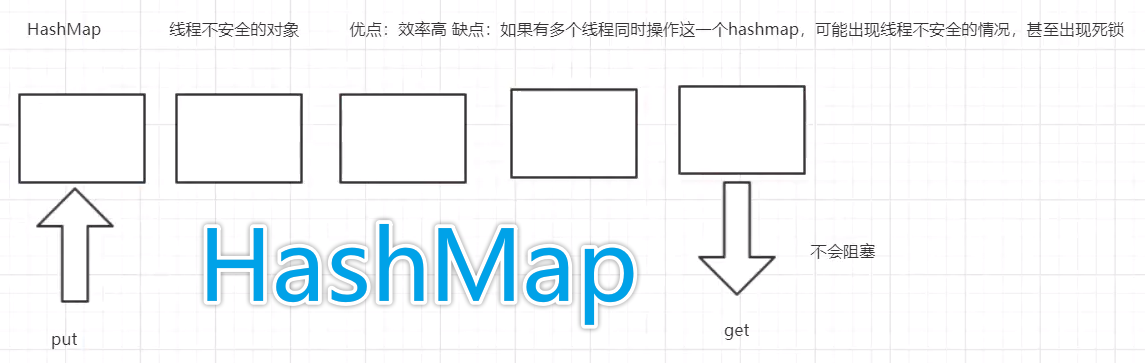 HashMap 线程不安全的对象 优点：效率高 缺点：如果有多个线程同时操作这一个hashmap，可能出现线程不安全的情况，甚至出现死锁
HashMap
不会阻塞
put
get